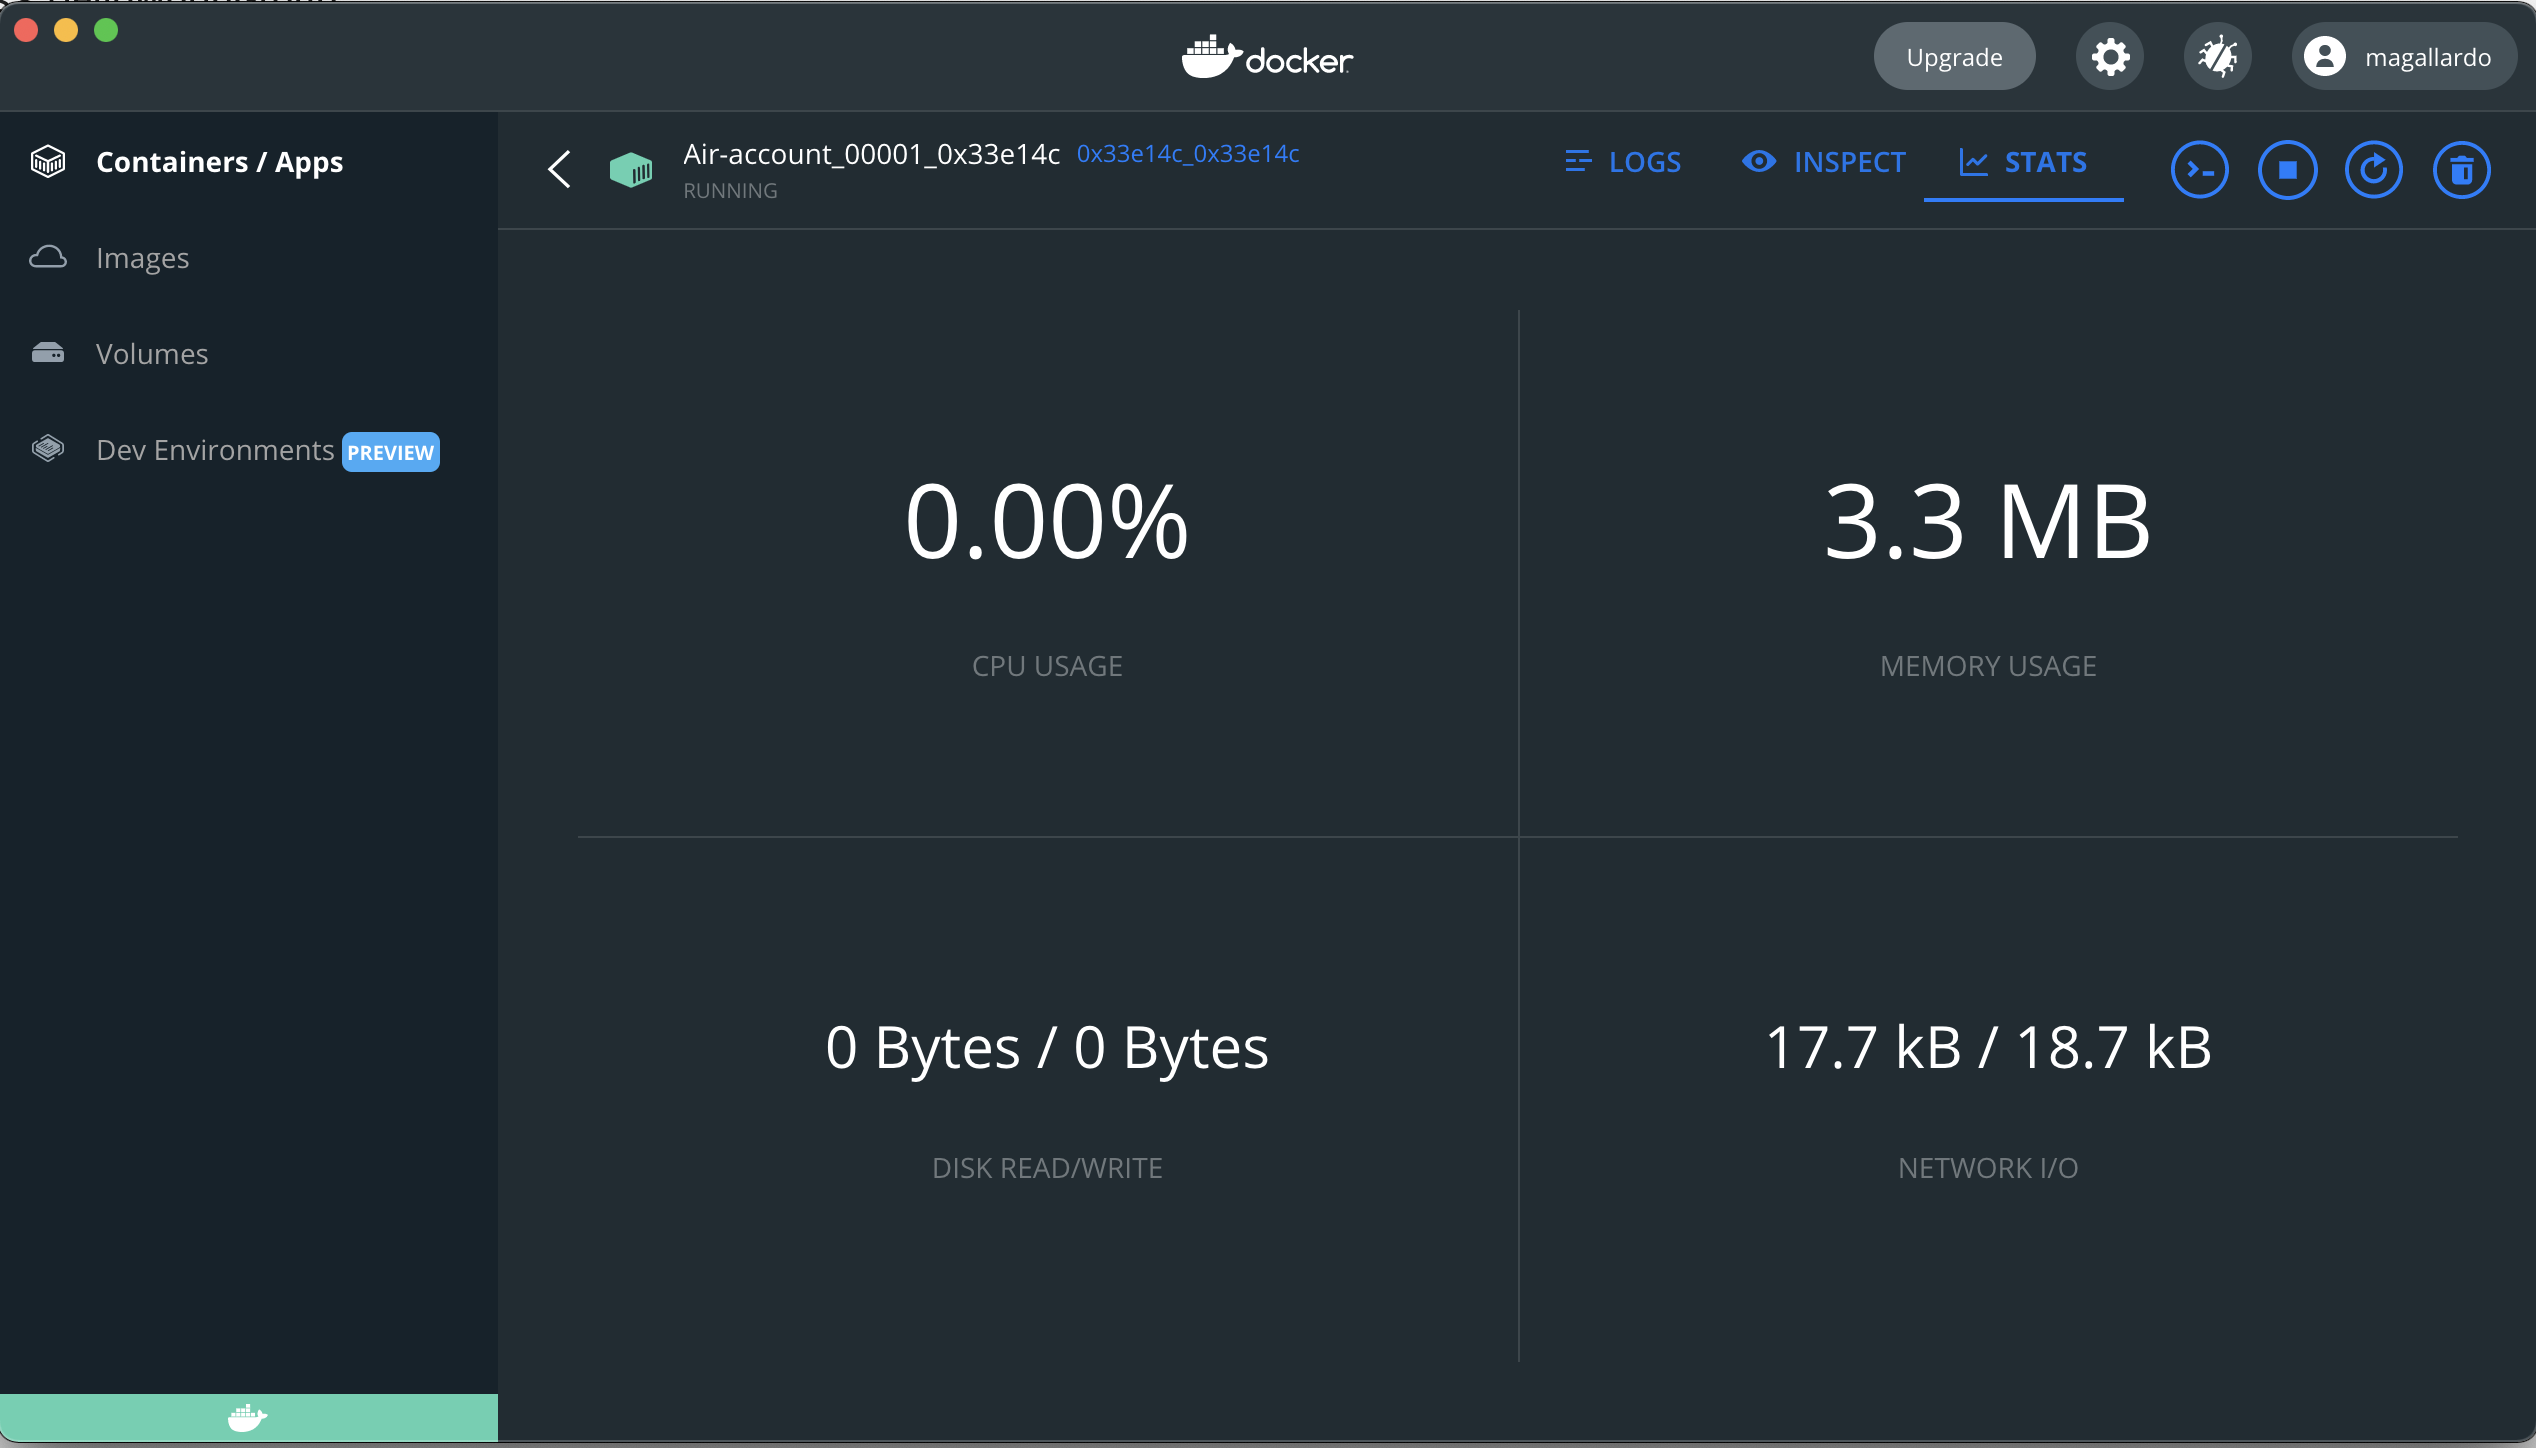 docker
Upgrade
magallardo
Containers / Apps
Images
Volumes
Dev Environments PREVIEW
Air-account_00001_0x33e14c 0x33e14c_0x33e14c
RUNNING
LOGS
INSPECT
STATS
0.00%
CPU USAGE
3.3 MB
MEMORY USAGE
0 Bytes / 0 Bytes
DISK READ/WRITE
17.7 kB / 18.7 kB
NETWORK I/O